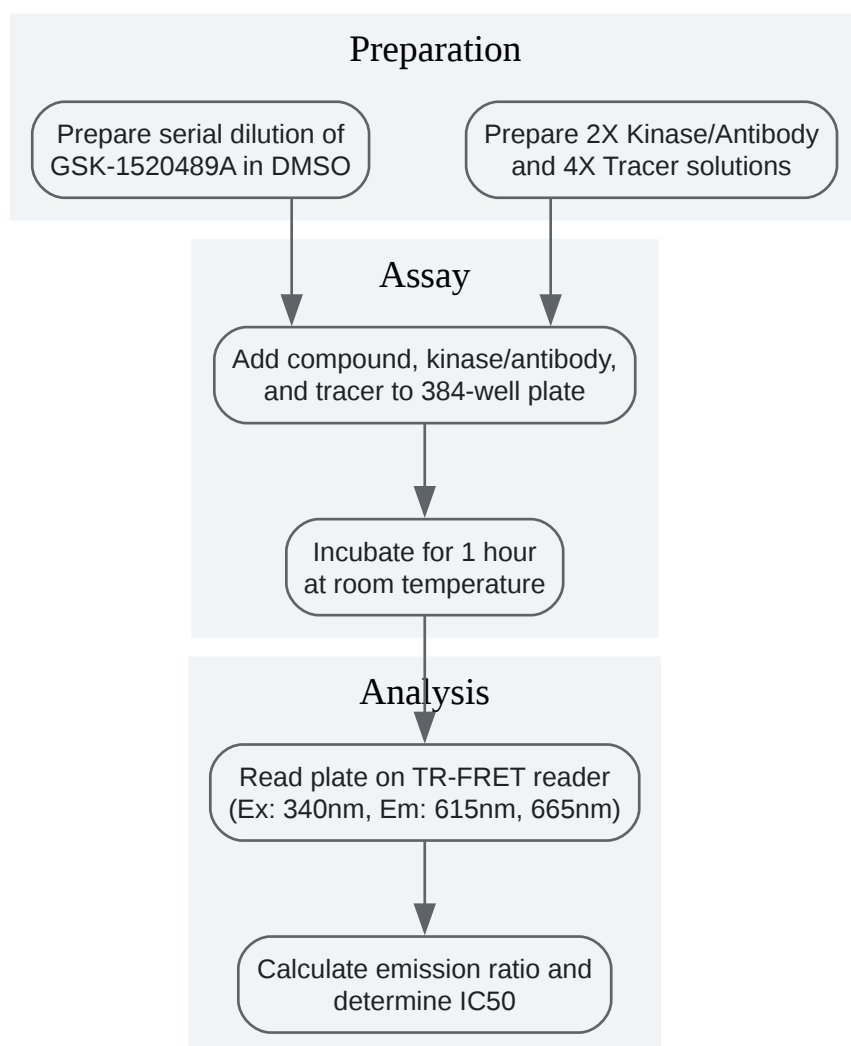 Preparation
Prepare serial dilution of
GSK-1520489A in DMSO
Prepare 2X Kinase/Antibody
and 4X Tracer solutions
Assay
Add compound, kinase/antibody,
and tracer to 384-well plate
Incubate for 1 hour
at room temperature
Analysis
Read plate on TR-FRET reader
(Ex: 340nm, Em: 615nm, 665nm)
Calculate emission ratio and
determine IC50